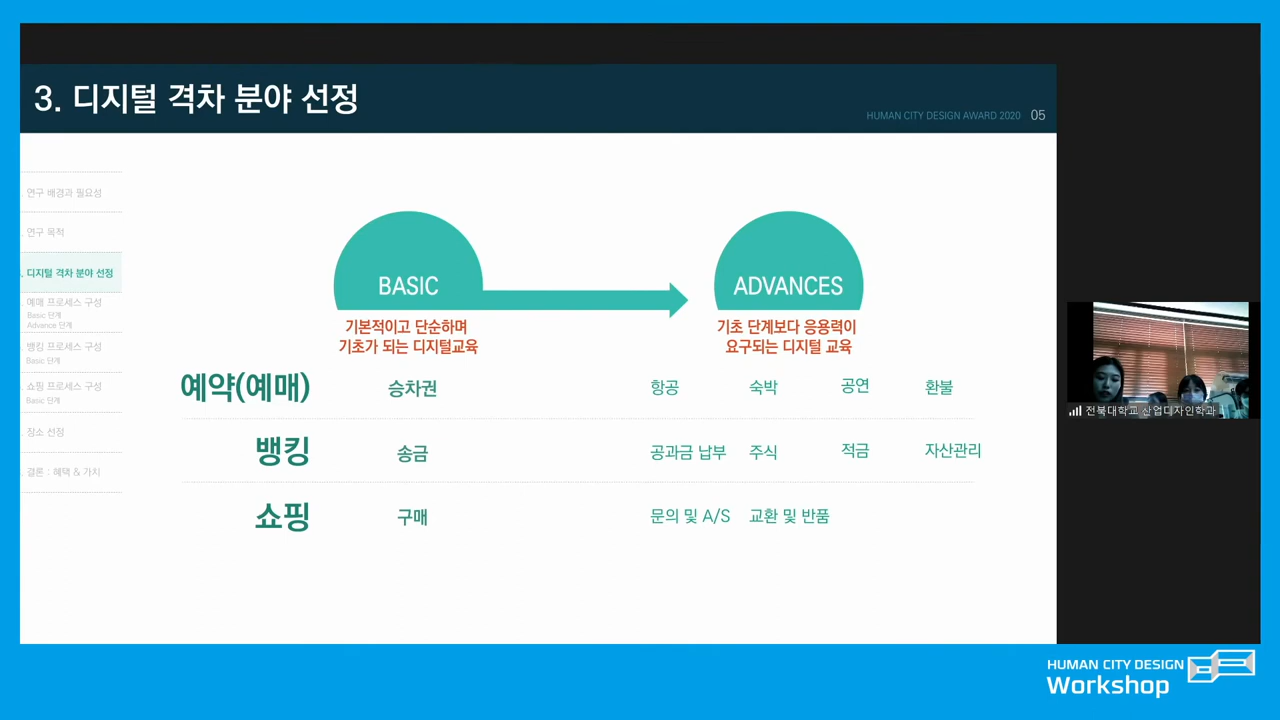 3. 디지털 격차 분야 선정
HUMAN CITY DESIGN AWARD 2020 05
연구 배경과 필요성
연구 목적
디지털 격차 분야 선정
예매 프로세스 구성
Basic 단계
Advance 단계
뱅킹 프로세스 구성
Basic 단계
쇼핑 프로세스 구성
Basic 단계
장소 선정
결론 : 혜택 & 가치
BASIC
ADVANCES
기본적이고 단순하며
기초가 되는 디지털교육
기초 단계보다 응용력이
요구되는 디지털 교육
예약(예매) 승차권 항공 숙박 공연 환불
뱅킹 송금 공과금 납부 주식 적금 자산관리
쇼핑 구매 문의 및 A/S 교환 및 반품
전북대학교 산업디자인학과
HUMAN CITY DESIGN
Workshop